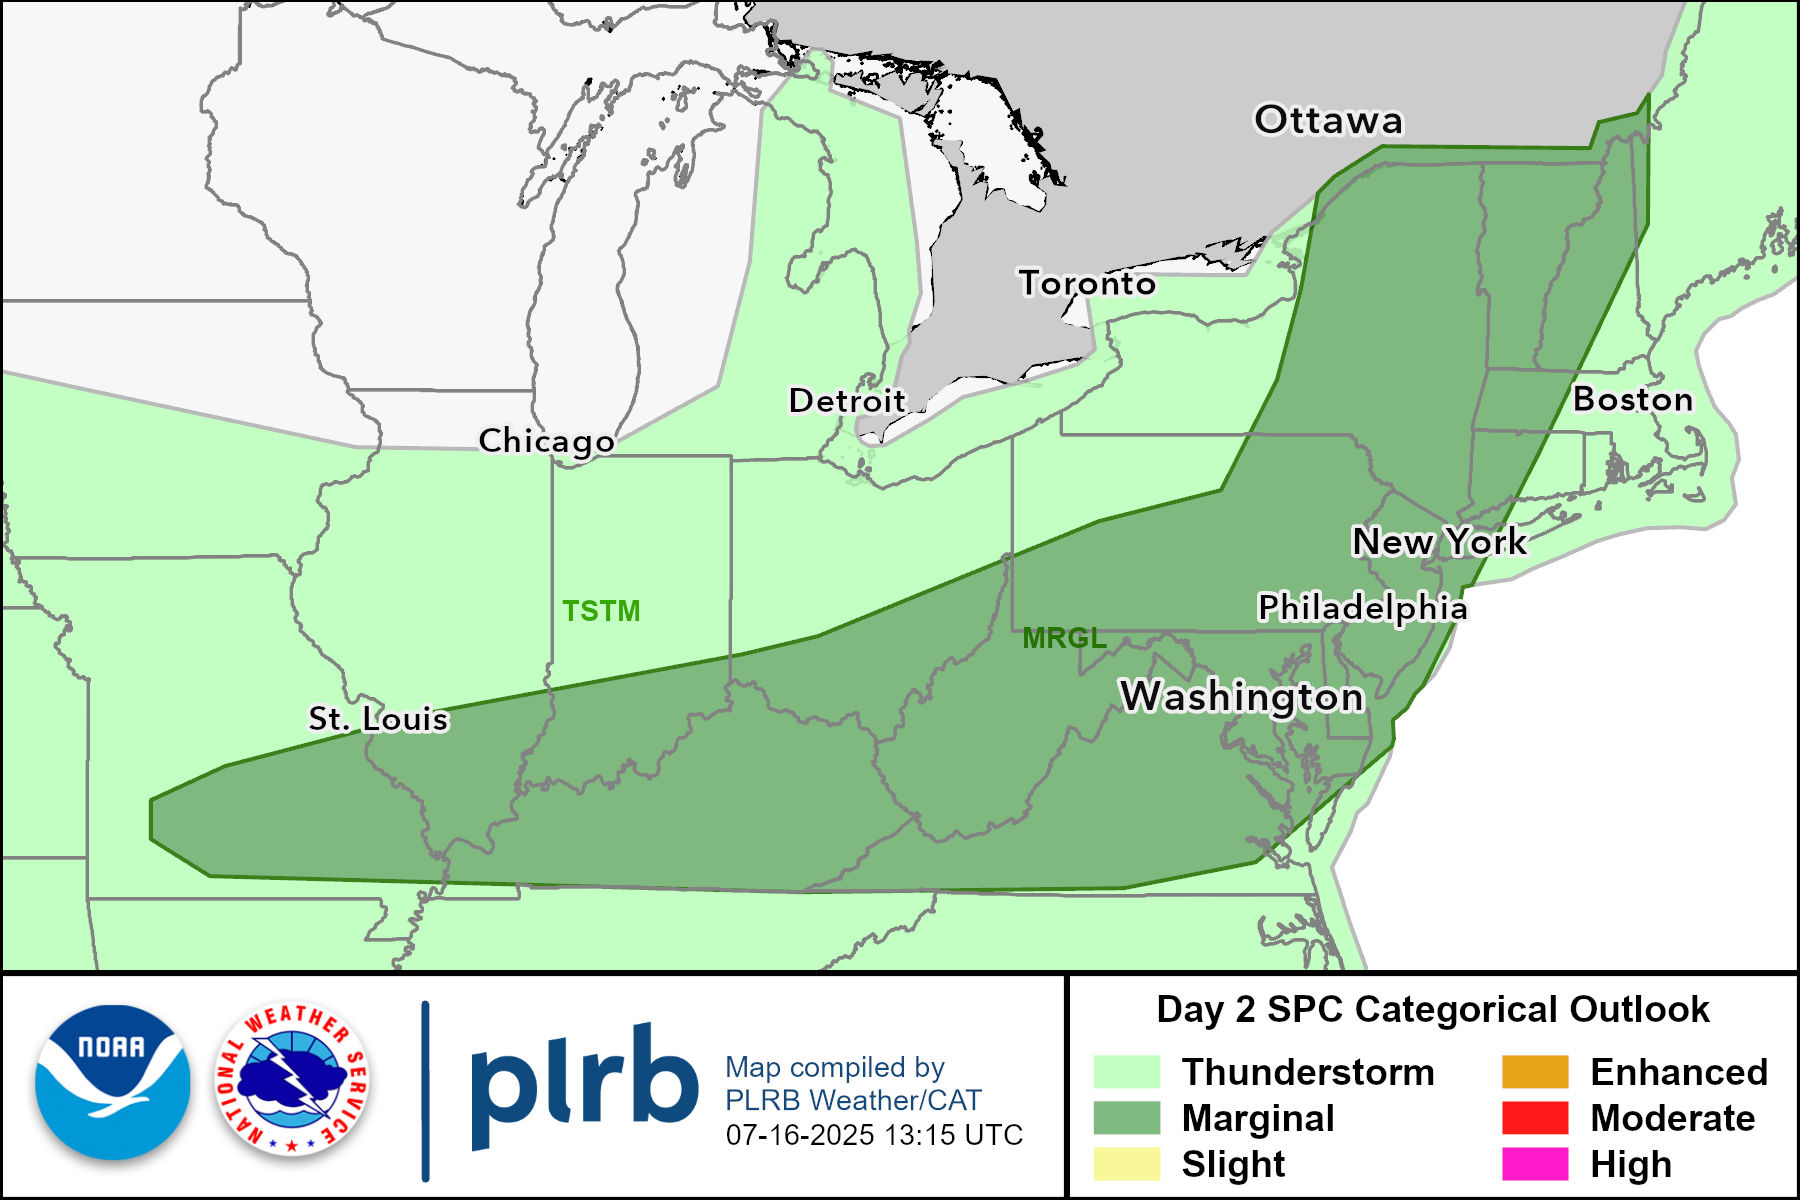 Ottawa
Toronto
Detroit
Boston
Chicago
New York
TSTM
Philadelphia
MRGL
Washington
St. Louis
NOAA
NATIONAL WEATHER SERVICE
plrb
Map compiled by
PLRB Weather/CAT
07-16-2025 13:15 UTC
Day 2 SPC Categorical Outlook
Thunderstorm
Marginal
Slight
Enhanced
Moderate
High